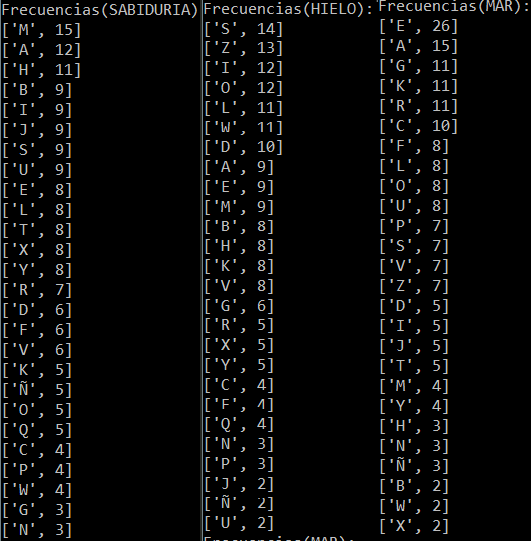 Frecuencias(SABIDURIA)
['M', 15]
['A', 12]
['H', 11]
['B', 9]
['I', 9]
['J', 9]
['S', 9]
['U', 9]
['E', 8]
['L', 8]
['T', 8]
['X', 8]
['Y', 8]
['R', 7]
['D', 6]
['F', 6]
['V', 6]
['K', 5]
['Ñ', 5]
['O', 5]
['Q', 5]
['C', 4]
['P', 4]
['W', 4]
['G', 3]
['N', 3]
Frecuencias(HIELO):
['S', 14]
['Z', 13]
['I', 12]
['O', 12]
['L', 11]
['W', 11]
['D', 10]
['A', 9]
['E', 9]
['M', 9]
['B', 8]
['H', 8]
['K', 8]
['V', 8]
['G', 6]
['R', 5]
['X', 5]
['Y', 5]
['C', 4]
['F', 4]
['Q', 4]
['N', 3]
['P', 3]
['J', 2]
['Ñ', 2]
['U', 2]
Frecuencias(MAR):
['E', 26]
['A', 15]
['G', 11]
['K', 11]
['R', 11]
['C', 10]
['F', 8]
['L', 8]
['O', 8]
['U', 8]
['P', 7]
['S', 7]
['V', 7]
['Z', 7]
['D', 5]
['I', 5]
['J', 5]
['T', 5]
['M', 4]
['Y', 4]
['H', 3]
['N', 3]
['Ñ', 3]
['B', 2]
['W', 2]
['X', 2]